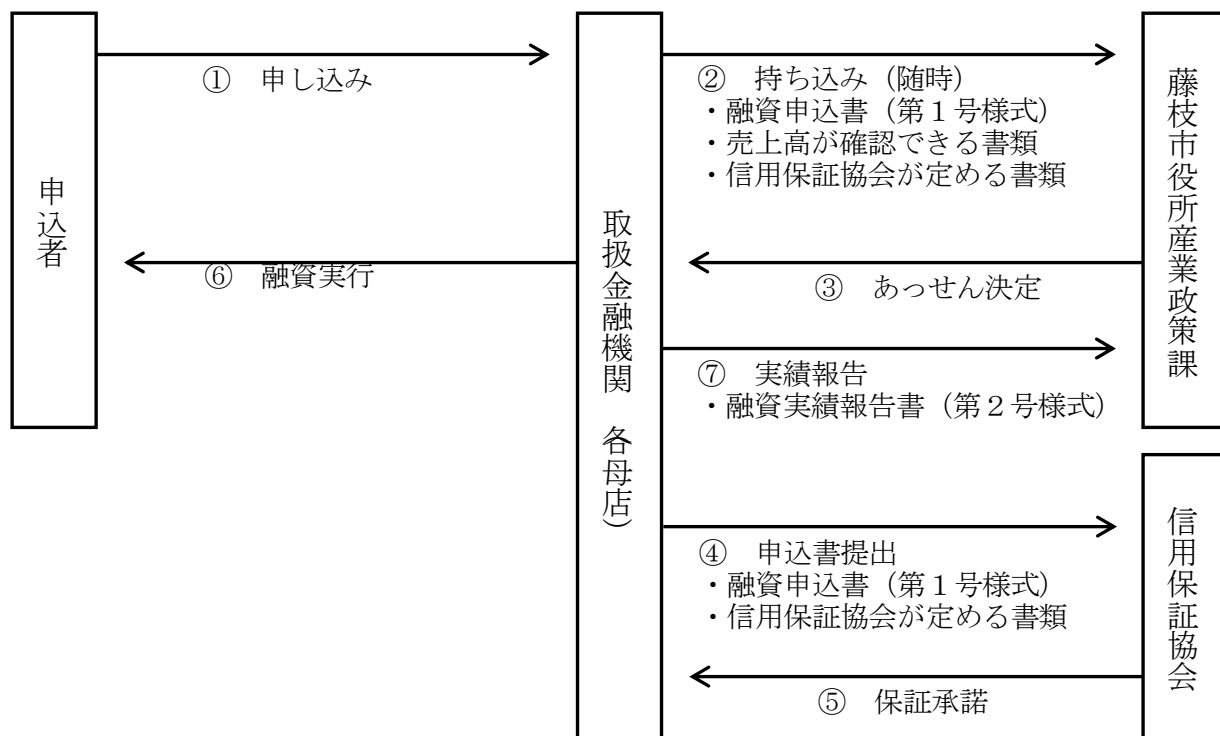 ① 申し込み
② 持ち込み（随時）
・融資申込書（第１号様式）
・売上高が確認できる書類
・信用保証協会が定める書類
申込者
取扱金融機関 各母店）
藤枝市役所産業政策課
⑥ 融資実行
③ あっせん決定
⑦ 実績報告
・融資実績報告書（第２号様式）
④ 申込書提出
・融資申込書（第１号様式）
・信用保証協会が定める書類
信用保証協会
⑤ 保証承諾